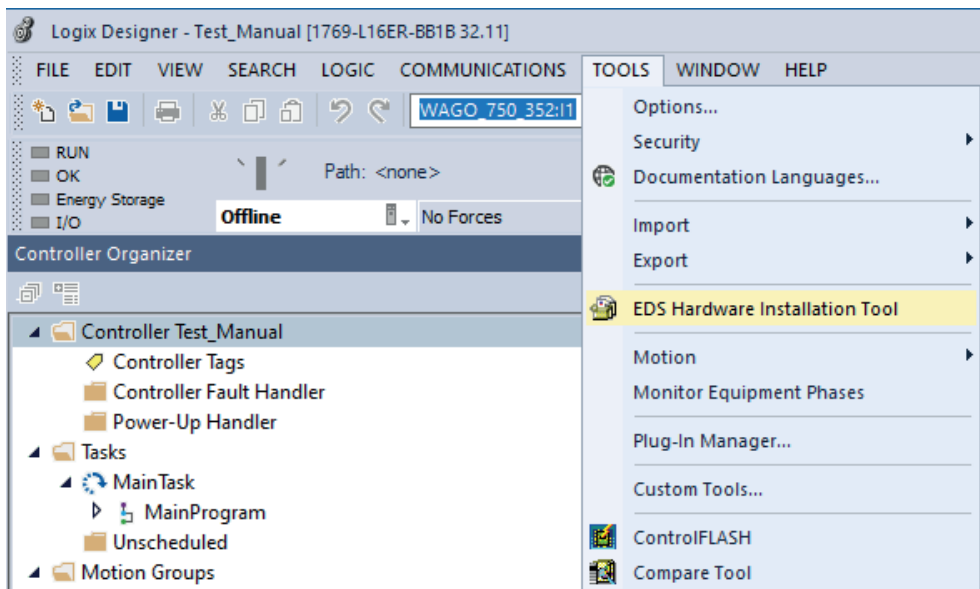 Logix Designer - Test_Manual [1769-L16ER-BB1B 32.11]
FILE EDIT VIEW SEARCH LOGIC COMMUNICATIONS TOOLS WINDOW HELP
WAGO_750_352:I1
RUN
OK
Energy Storage
I/O
Path: <none>
Offline
No Forces
Controller Organizer
Controller Test_Manual
Controller Tags
Controller Fault Handler
Power-Up Handler
Tasks
MainTask
MainProgram
Unscheduled
Motion Groups
Options...
Security
Documentation Languages...
Import
Export
EDS Hardware Installation Tool
Motion
Monitor Equipment Phases
Plug-In Manager...
Custom Tools...
ControlFLASH
Compare Tool